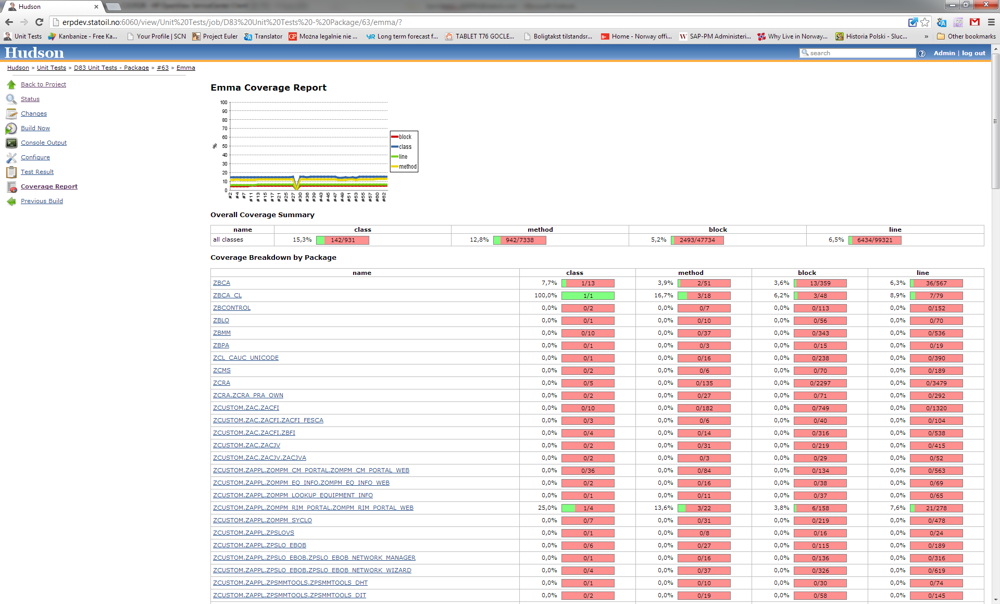 Hudson
erpdev.statoil.no:6060/view/Unit%20Tests/job/D83%20Unit%20Tests%20-%20Package/63/emma/?
Unit Tests Kanbanize - Free Ka... Your Profile | SCN Project Euler Translator Można legalnie nie ... Long term forecast f... TABLET T76 GOCLE... Boligtakst tilstandsr... Home - Norway offi... SAP-PM Administeri... Why Live in Norway... Historia Polski - Sluc... » Other bookmarks
Hudson
search
Admin | log out
Hudson » Unit Tests » D83 Unit Tests - Package » #63 » Emma
Back to Project
Status
Changes
Build Now
Console Output
Configure
Test Result
Coverage Report
Previous Build
Emma Coverage Report
100
90
80
70
60
50
40
30
20
10
0
%
#2 #4 #7 #11 #13 #15 #17 #21 #25 #27 #30 #36 #39 #43 #45 #47 #49 #51 #53 #55 #57 #60 #62
block
class
line
method
Overall Coverage Summary
name class method block line
all classes 15,3% 142/931 12,8% 942/7338 5,2% 2493/47734 6,5% 6434/99321
Coverage Breakdown by Package
name class method block line
ZBCA 7,7% 1/13 3,9% 2/51 3,6% 13/359 6,3% 36/567
ZBCA_CL 100,0% 1/1 16,7% 3/18 6,2% 3/48 8,9% 7/79
ZBCONTROL 0,0% 0/2 0,0% 0/7 0,0% 0/113 0,0% 0/152
ZBLO 0,0% 0/1 0,0% 0/10 0,0% 0/56 0,0% 0/70
ZBMM 0,0% 0/10 0,0% 0/37 0,0% 0/343 0,0% 0/536
ZBPA 0,0% 0/1 0,0% 0/3 0,0% 0/15 0,0% 0/19
ZCL_CAUC_UNICODE 0,0% 0/1 0,0% 0/16 0,0% 0/238 0,0% 0/390
ZCMS 0,0% 0/2 0,0% 0/6 0,0% 0/70 0,0% 0/189
ZCRA 0,0% 0/5 0,0% 0/135 0,0% 0/2297 0,0% 0/3479
ZCRA.ZCRA_PRA_OWN 0,0% 0/2 0,0% 0/27 0,0% 0/71 0,0% 0/292
ZCUSTOM.ZAC.ZACFI 0,0% 0/10 0,0% 0/182 0,0% 0/749 0,0% 0/1320
ZCUSTOM.ZAC.ZACFI.ZACFI_FESCA 0,0% 0/3 0,0% 0/6 0,0% 0/40 0,0% 0/104
ZCUSTOM.ZAC.ZACFI.ZBFI 0,0% 0/4 0,0% 0/14 0,0% 0/316 0,0% 0/538
ZCUSTOM.ZAC.ZACJV 0,0% 0/2 0,0% 0/31 0,0% 0/219 0,0% 0/415
ZCUSTOM.ZAC.ZACJV.ZACJVA 0,0% 0/2 0,0% 0/3 0,0% 0/29 0,0% 0/52
ZCUSTOM.ZAPPL.ZOMPM_CM_PORTAL.ZOMPM_CM_PORTAL_WEB 0,0% 0/36 0,0% 0/84 0,0% 0/134 0,0% 0/563
ZCUSTOM.ZAPPL.ZOMPM_EQ_INFO.ZOMPM_EQ_INFO_WEB 0,0% 0/2 0,0% 0/16 0,0% 0/38 0,0% 0/69
ZCUSTOM.ZAPPL.ZOMPM_LOOKUP_EQUIPMENT_INFO 0,0% 0/1 0,0% 0/11 0,0% 0/37 0,0% 0/65
ZCUSTOM.ZAPPL.ZOMPM_RIM_PORTAL.ZOMPM_RIM_PORTAL_WEB 25,0% 1/4 13,6% 3/22 3,8% 6/158 7,6% 21/278
ZCUSTOM.ZAPPL.ZOMPM_SYCLO 0,0% 0/7 0,0% 0/31 0,0% 0/219 0,0% 0/478
ZCUSTOM.ZAPPL.ZPSLOVS 0,0% 0/1 0,0% 0/8 0,0% 0/16 0,0% 0/24
ZCUSTOM.ZAPPL.ZPSLO_EBOB 0,0% 0/6 0,0% 0/27 0,0% 0/115 0,0% 0/189
ZCUSTOM.ZAPPL.ZPSLO_EBOB.ZPSLO_EBOB_NETWORK_MANAGER 0,0% 0/1 0,0% 0/16 0,0% 0/136 0,0% 0/316
ZCUSTOM.ZAPPL.ZPSLO_EBOB.ZPSLO_EBOB_NETWORK_WIZARD 0,0% 0/4 0,0% 0/37 0,0% 0/326 0,0% 0/619
ZCUSTOM.ZAPPL.ZPSMMTOOLS.ZPSMMTOOLS_DHT 0,0% 0/1 0,0% 0/10 0,0% 0/30 0,0% 0/74
ZCUSTOM.ZAPPL.ZPSMMTOOLS.ZPSMMTOOLS_DIT 0,0% 0/2 0,0% 0/19 0,0% 0/58 0,0% 0/145